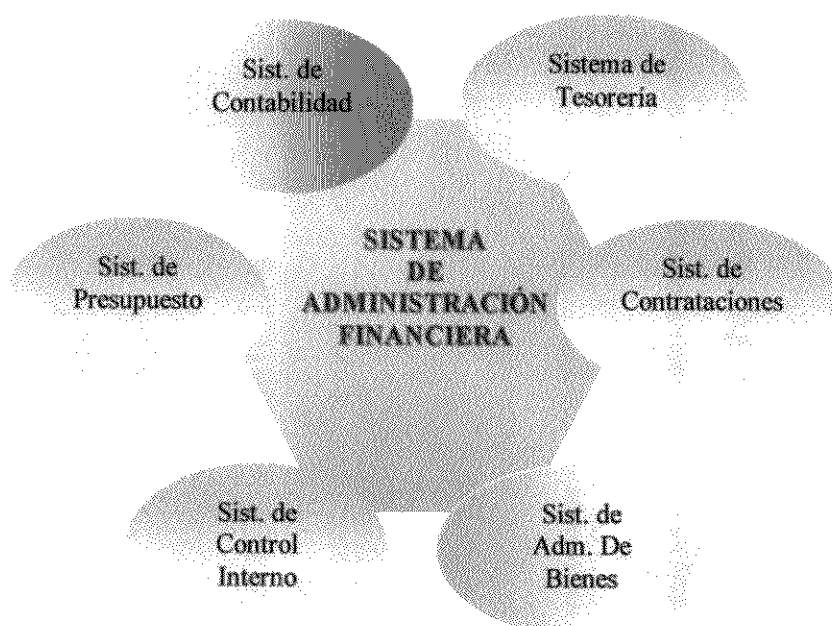 Sist. de
Contabilidad
Sistema de
Tesorería
SISTEMA
DE
ADMINISTRACIÓN
FINANCIERA
Sist. de
Presupuesto
Sist. de
Contrataciones
Sist. de
Control
Interno
Sist. de
Adm. De
Bienes